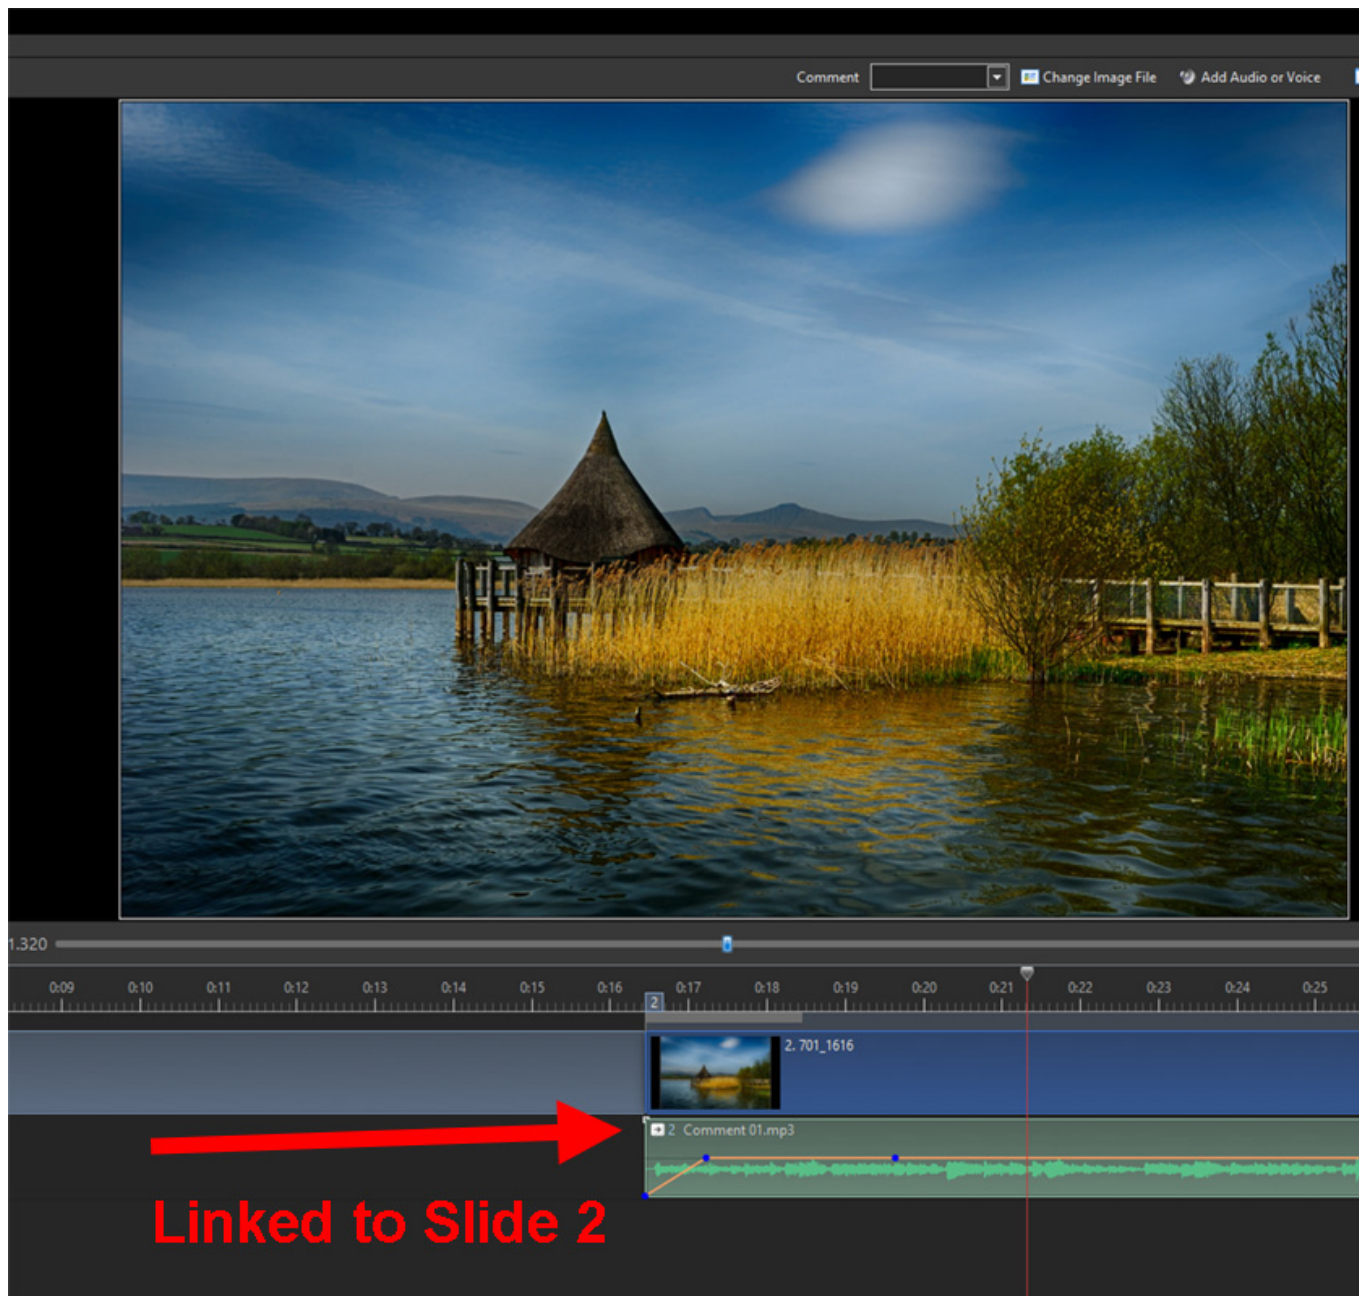 Comment Change Image File Add Audio or Voice
1.320
0:09 0:10 0:11 0:12 0:13 0:14 0:15 0:16 0:17 0:18 0:19 0:20 0:21 0:22 0:23 0:24 0:25
2
2. 701_1616
2 Comment 01.mp3
Linked to Slide 2